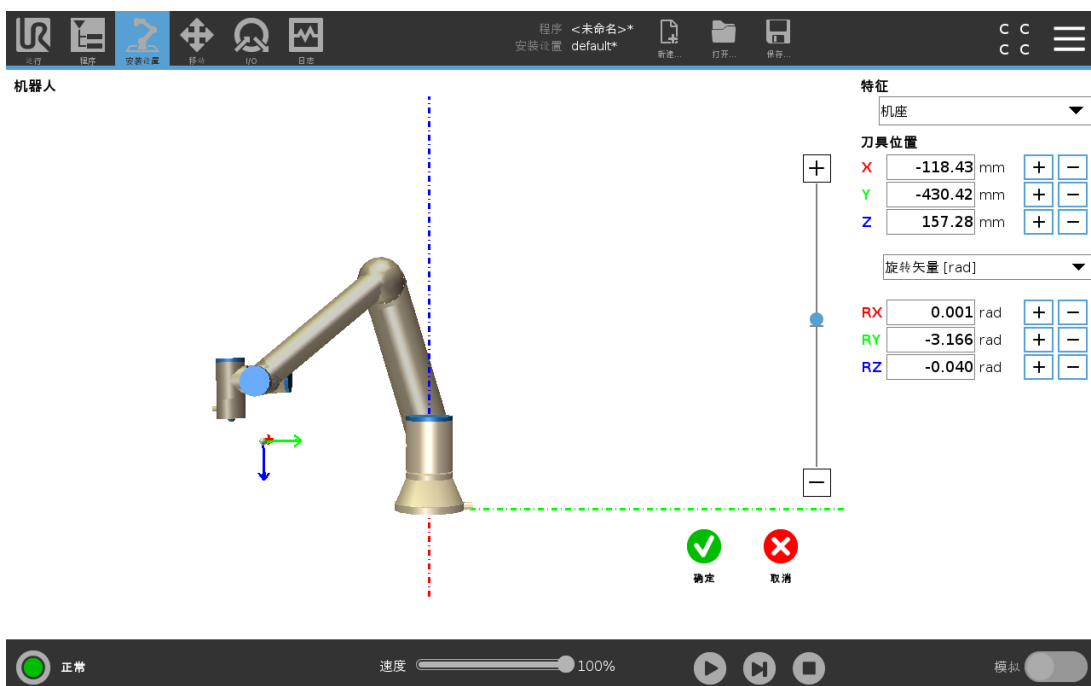 UR
运行
程序
安装设置
移动
I/O
日志
程序 <未命名>*
安装设置 default*
新建...
打开...
保存...
C C
C C
机器人
特征
机座
刀具位置
X -118.43 mm + −
Y -430.42 mm + −
Z 157.28 mm + −
旋转矢量 [rad]
RX 0.001 rad + −
RY -3.166 rad + −
RZ -0.040 rad + −
+
−
确定
取消
正常
速度 100%
模拟